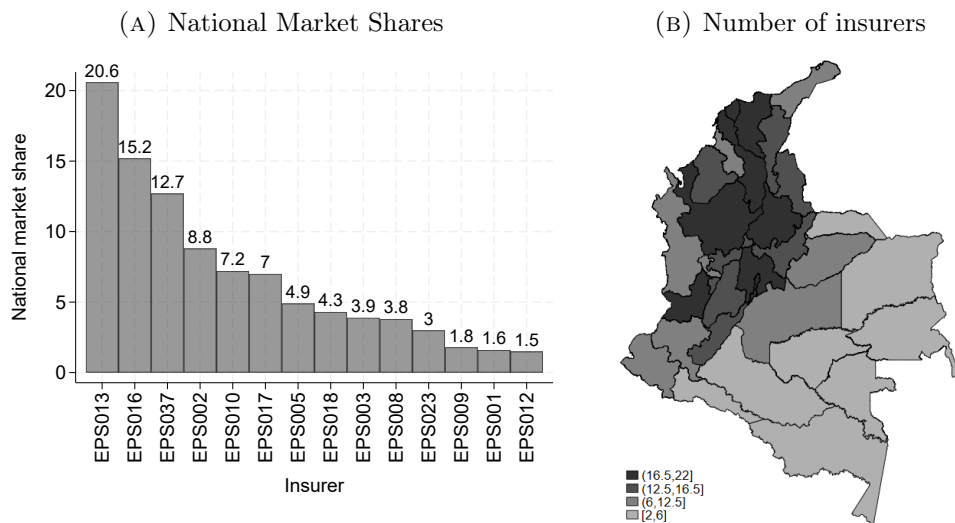 (A) National Market Shares
National market share
20
15
10
5
0
20.6
15.2
12.7
8.8
7.2
7
4.9
4.3
3.9
3.8
3
1.8
1.6
1.5
EPS013
EPS016
EPS037
EPS002
EPS010
EPS017
EPS005
EPS018
EPS003
EPS008
EPS023
EPS009
EPS001
EPS012
Insurer
(B) Number of insurers
(16.5,22]
(12.5,16.5]
(6,12.5]
[2,6]